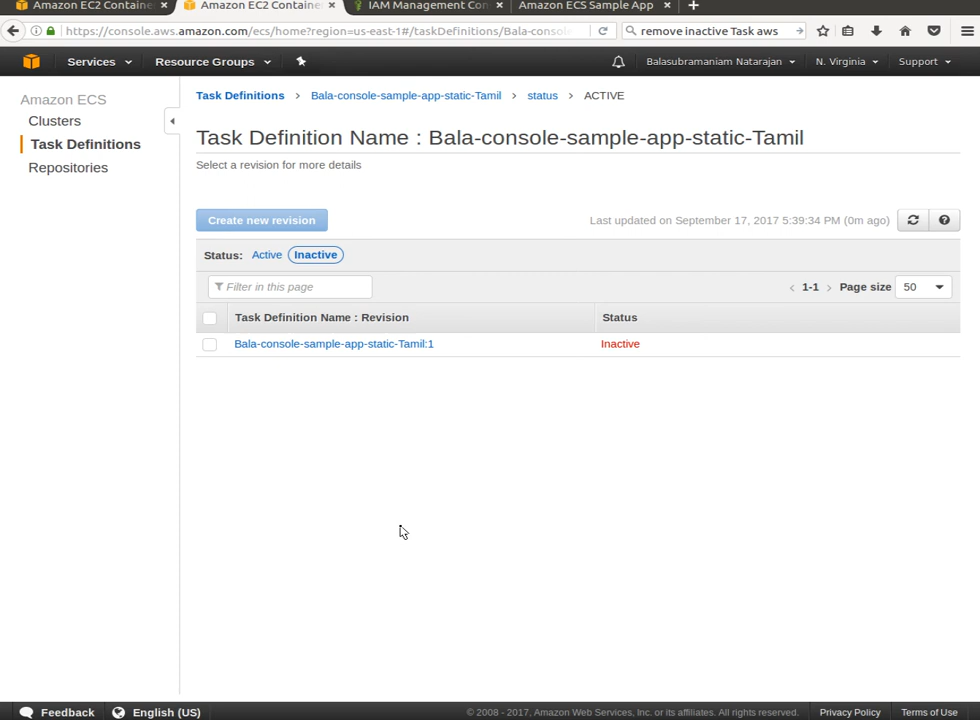 Amazon EC2 Containe
Amazon EC2 Containe
IAM Management Con
Amazon ECS Sample App
https://console.aws.amazon.com/ecs/home?region=us-east-1#/taskDefinitions/Bala-conso
remove inactive Task aws
Services
Resource Groups
Balasubramaniam Natarajan
N. Virginia
Support
Amazon ECS
Clusters
Task Definitions
Repositories
Task Definitions > Bala-console-sample-app-static-Tamil > status > ACTIVE
Task Definition Name : Bala-console-sample-app-static-Tamil
Select a revision for more details
Create new revision
Last updated on September 17, 2017 5:39:34 PM (0m ago)
Status: Active Inactive
Filter in this page
1-1
Page size 50
Task Definition Name : Revision
Status
Bala-console-sample-app-static-Tamil:1
Inactive
Feedback
English (US)
© 2008 - 2017, Amazon Web Services, Inc. or its affiliates. All rights reserved.
Privacy Policy
Terms of Use